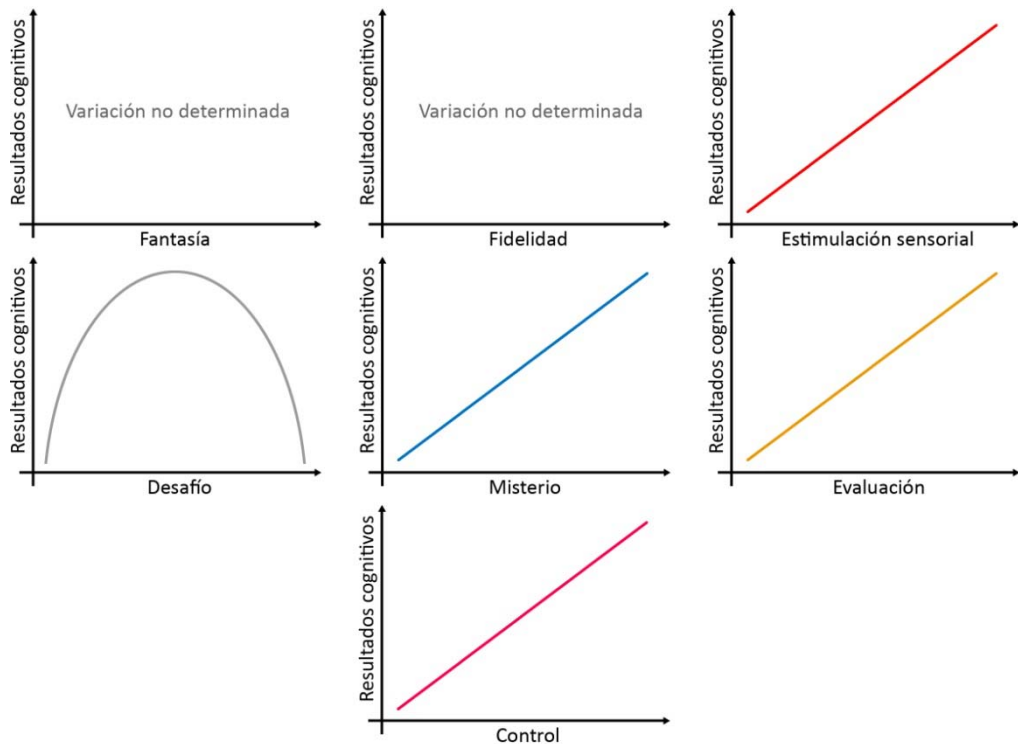 Resultados cognitivos
Variación no determinada
Fantasía
Resultados cognitivos
Variación no determinada
Fidelidad
Resultados cognitivos
Estimulación sensorial
Resultados cognitivos
Desafío
Resultados cognitivos
Misterio
Resultados cognitivos
Evaluación
Resultados cognitivos
Control